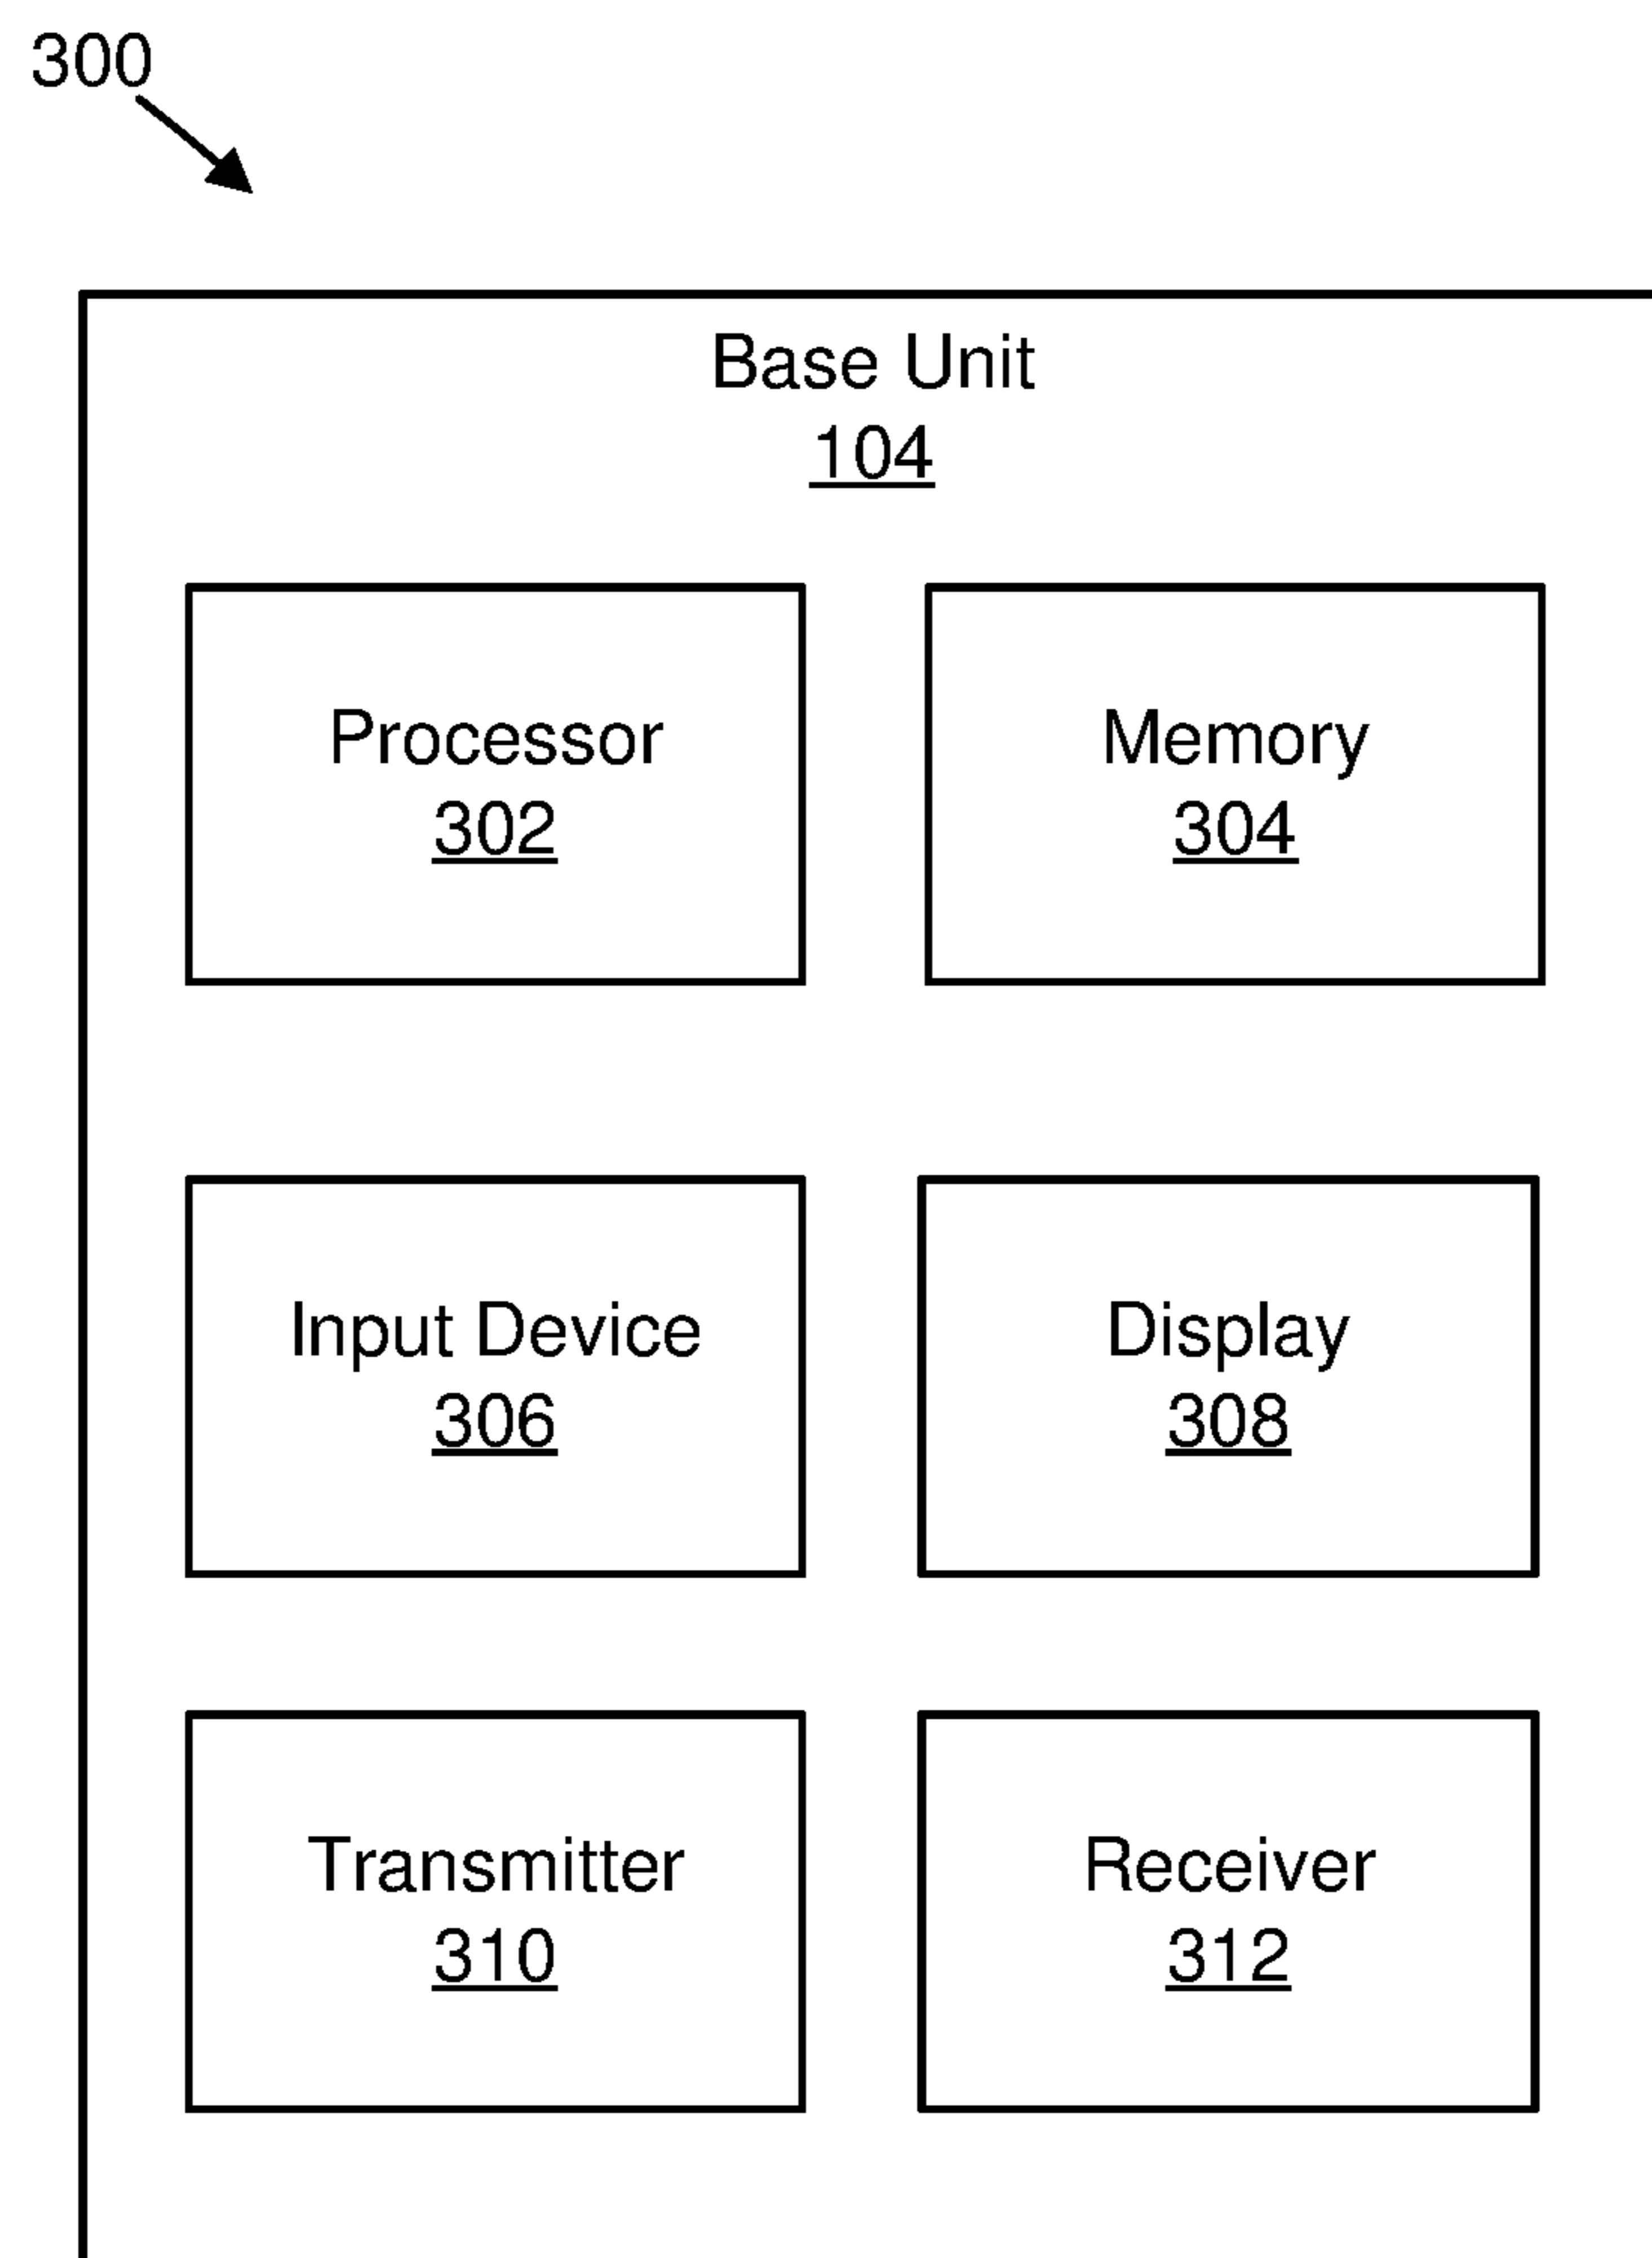 300
Base Unit
104
Processor
302
Memory
304
Input Device
306
Display
308
Transmitter
310
Receiver
312